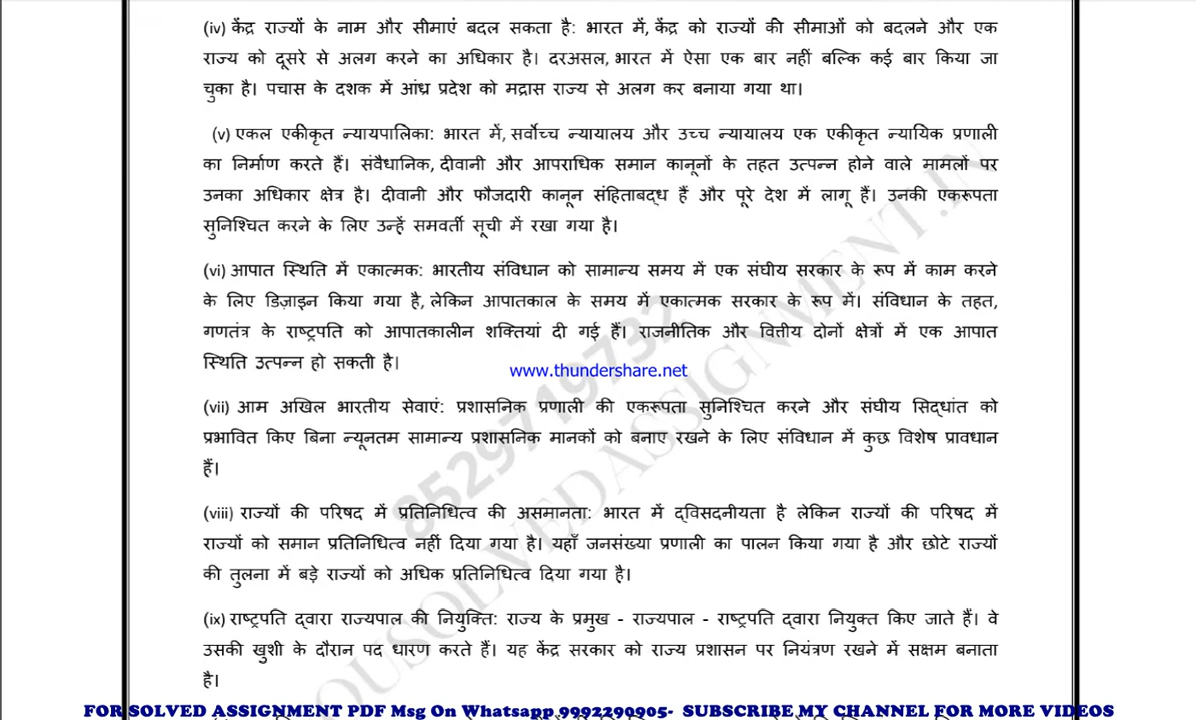 (iv) केंद्र राज्यों के नाम और सीमाएं बदल सकता है: भारत में, केंद्र को राज्यों की सीमाओं को बदलने और एक
राज्य को दूसरे से अलग करने का अधिकार है। दरअसल, भारत में ऐसा एक बार नहीं बल्कि कई बार किया जा
चुका है। पचास के दशक में आंध्र प्रदेश को मद्रास राज्य से अलग कर बनाया गया था।
(v) एकल एकीकृत न्यायपालिका: भारत में, सर्वोच्च न्यायालय और उच्च न्यायालय एक एकीकृत न्यायिक प्रणाली
का निर्माण करते हैं। संवैधानिक, दीवानी और आपराधिक समान कानूनों के तहत उत्पन्न होने वाले मामलों पर
उनका अधिकार क्षेत्र है। दीवानी और फौजदारी कानून संहिताबद्ध हैं और पूरे देश में लागू हैं। उनकी एकरूपता
सुनिश्चित करने के लिए उन्हें समवर्ती सूची में रखा गया है।
(vi) आपात स्थिति में एकात्मक: भारतीय संविधान को सामान्य समय में एक संघीय सरकार के रूप में काम करने
के लिए डिज़ाइन किया गया है, लेकिन आपातकाल के समय में एकात्मक सरकार के रूप में। संविधान के तहत,
गणतंत्र के राष्ट्रपति को आपातकालीन शक्तियां दी गई हैं। राजनीतिक और वित्तीय दोनों क्षेत्रों में एक आपात
स्थिति उत्पन्न हो सकती है।
www.thundershare.net
(vii) आम अखिल भारतीय सेवाएं: प्रशासनिक प्रणाली की एकरूपता सुनिश्चित करने और संघीय सिद्धांत को
प्रभावित किए बिना न्यूनतम सामान्य प्रशासनिक मानकों को बनाए रखने के लिए संविधान में कुछ विशेष प्रावधान
हैं।
(viii) राज्यों की परिषद में प्रतिनिधित्व की असमानता: भारत में द्विसदनीयता है लेकिन राज्यों की परिषद में
राज्यों को समान प्रतिनिधित्व नहीं दिया गया है। यहाँ जनसंख्या प्रणाली का पालन किया गया है और छोटे राज्यों
की तुलना में बड़े राज्यों को अधिक प्रतिनिधित्व दिया गया है।
(ix) राष्ट्रपति द्वारा राज्यपाल की नियुक्ति: राज्य के प्रमुख - राज्यपाल - राष्ट्रपति द्वारा नियुक्त किए जाते हैं। वे
उसकी खुशी के दौरान पद धारण करते हैं। यह केंद्र सरकार को राज्य प्रशासन पर नियंत्रण रखने में सक्षम बनाता
है।
8529719732
OUSOLVEDASSIGNMENT.IN
FOR SOLVED ASSIGNMENT PDF Msg On Whatsapp 9992290905- SUBSCRIBE MY CHANNEL FOR MORE VIDEOS